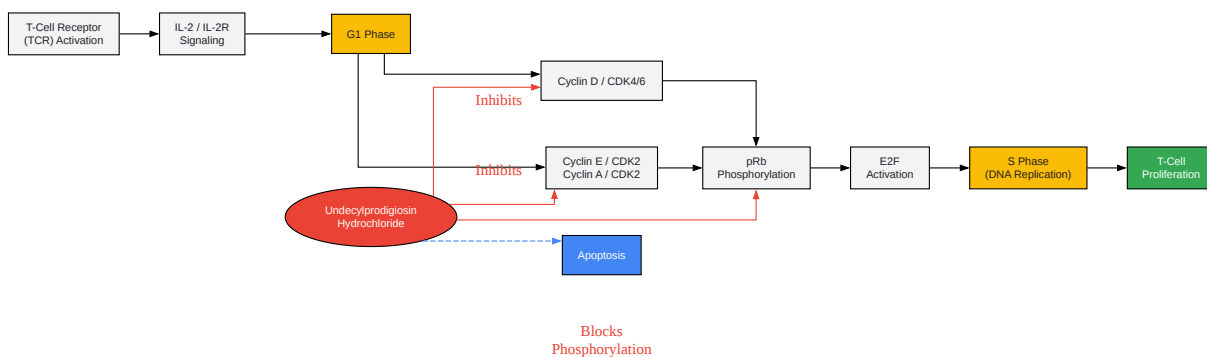 T-Cell Receptor
(TCR) Activation
IL-2 / IL-2R
Signaling
G1 Phase
Cyclin D / CDK4/6
Inhibits
Inhibits
Cyclin E / CDK2
Cyclin A / CDK2
pRb
Phosphorylation
E2F
Activation
S Phase
(DNA Replication)
T-Cell
Proliferation
Undecylprodigiosin
Hydrochloride
Apoptosis
Blocks
Phosphorylation